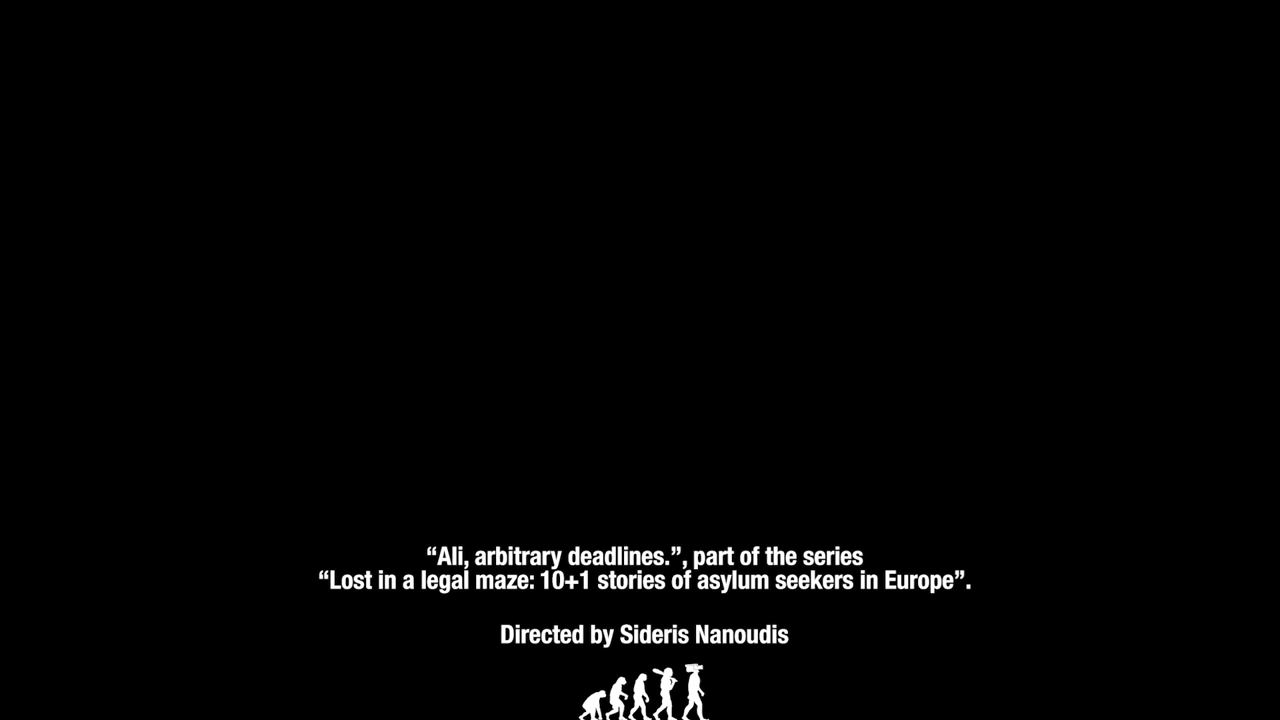 “Ali, arbitrary deadlines.”, part of the series
“Lost in a legal maze: 10+1 stories of asylum seekers in Europe”.
Directed by Sideris Nanoudis